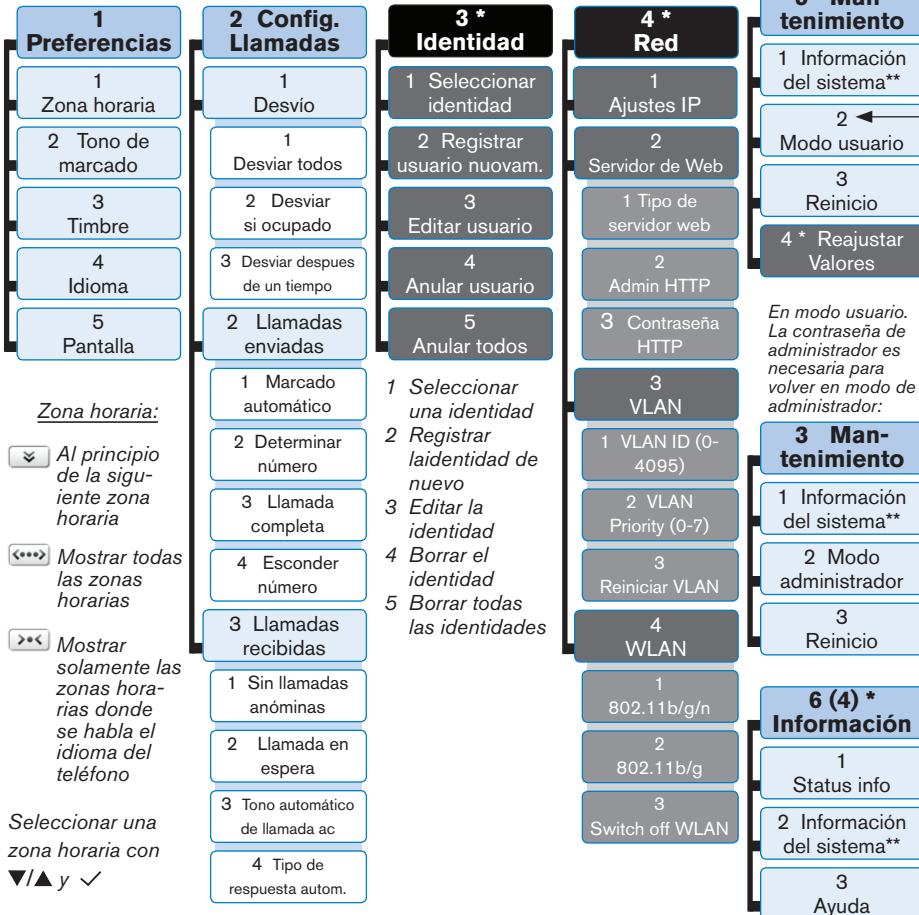 1
Preferencias
1
Zona horaria
2 Tono de
marcado
3
Timbre
4
Idioma
5
Pantalla
Zona horaria:
Al principio
de la sigu-
iente zona
horaria
Mostrar todas
las zonas
horarias
Mostrar
solamente las
zonas hora-
rias donde
se habla el
idioma del
teléfono
Seleccionar una
zona horaria con
▼/▲ y ✓
2 Config.
Llamadas
1
Desvío
1
Desviar todos
2 Desviar
si ocupado
3 Desviar despues
de un tiempo
2 Llamadas
enviadas
1 Marcado
automático
2 Determinar
número
3 Llamada
completa
4 Esconder
número
3 Llamadas
recibidas
1 Sin llamadas
anóminas
2 Llamada en
espera
3 Tono automático
de llamada ac
4 Tipo de
respuesta autom.
3 *
Identidad
1 Seleccionar
identidad
2 Registrar
usuario nuovam.
3
Editar usuario
4
Anular usuario
5
Anular todos
1 Seleccionar
una identidad
2 Registrar
laidentidad de
nuevo
3 Editar la
identidad
4 Borrar el
identidad
5 Borrar todas
las identidades
4 *
Red
1
Ajustes IP
2
Servidor de Web
1 Tipo de
servidor web
2
Admin HTTP
3 Contraseña
HTTP
3
VLAN
1 VLAN ID (0-
4095)
2 VLAN
Priority (0-7)
3
Reiniciar VLAN
4
WLAN
1
802.11b/g/n
2
802.11b/g
3
Switch off WLAN
Man-
tenimiento
1 Información
del sistema**
2
Modo usuario
3
Reinicio
4 * Reajustar
Valores
En modo usuario.
La contraseña de
administrador es
necesaria para
volver en modo de
administrador:
3 Man-
tenimiento
1 Información
del sistema**
2 Modo
administrador
3
Reinicio
6 (4) *
Información
1
Status info
2 Información
del sistema**
3
Ayuda